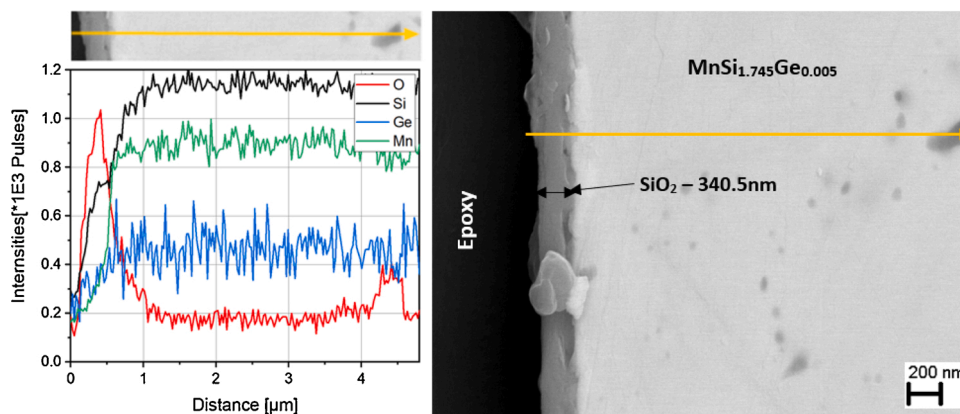 1.2
1.0
0.8
0.6
0.4
0.2
0.0
Internsities[*1E3 Pulses]
O
Si
Ge
Mn
0
1
2
3
4
Distance [µm]
MnSi1.745Ge0.005
SiO2 – 340.5nm
Epoxy
200 nm